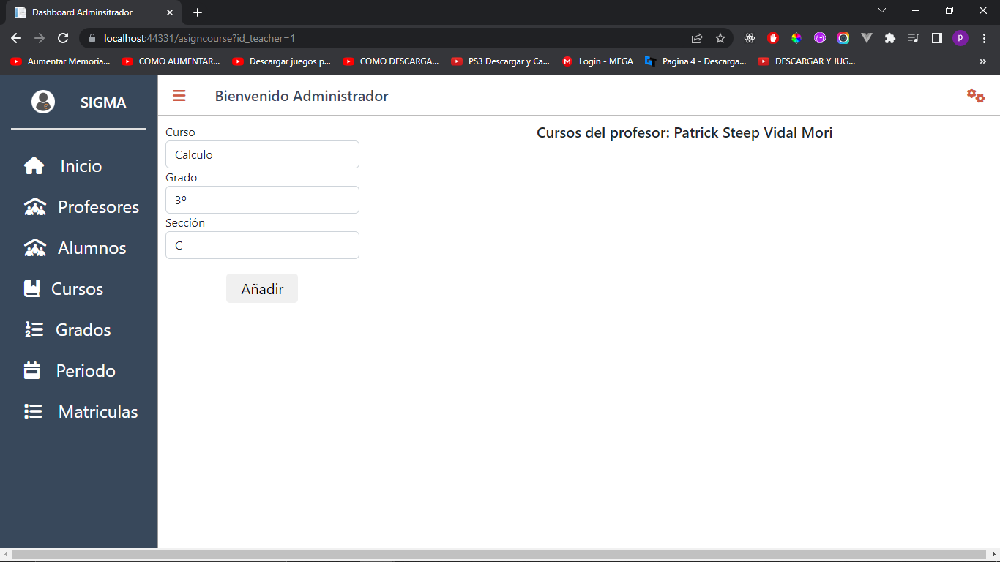 Dashboard Adminsitrador
localhost:44331/asigncourse?id_teacher=1
p
Aumentar Memoria... COMO AUMENTAR... Descargar juegos p... COMO DESCARGA... PS3 Descargar y Ca... Login - MEGA Pagina 4 - Descarga... DESCARGAR Y JUG... »
SIGMA
Inicio
Profesores
Alumnos
Cursos
Grados
Periodo
Matriculas
Bienvenido Administrador
Curso
Calculo
Grado
3º
Sección
C
Añadir
Cursos del profesor: Patrick Steep Vidal Mori